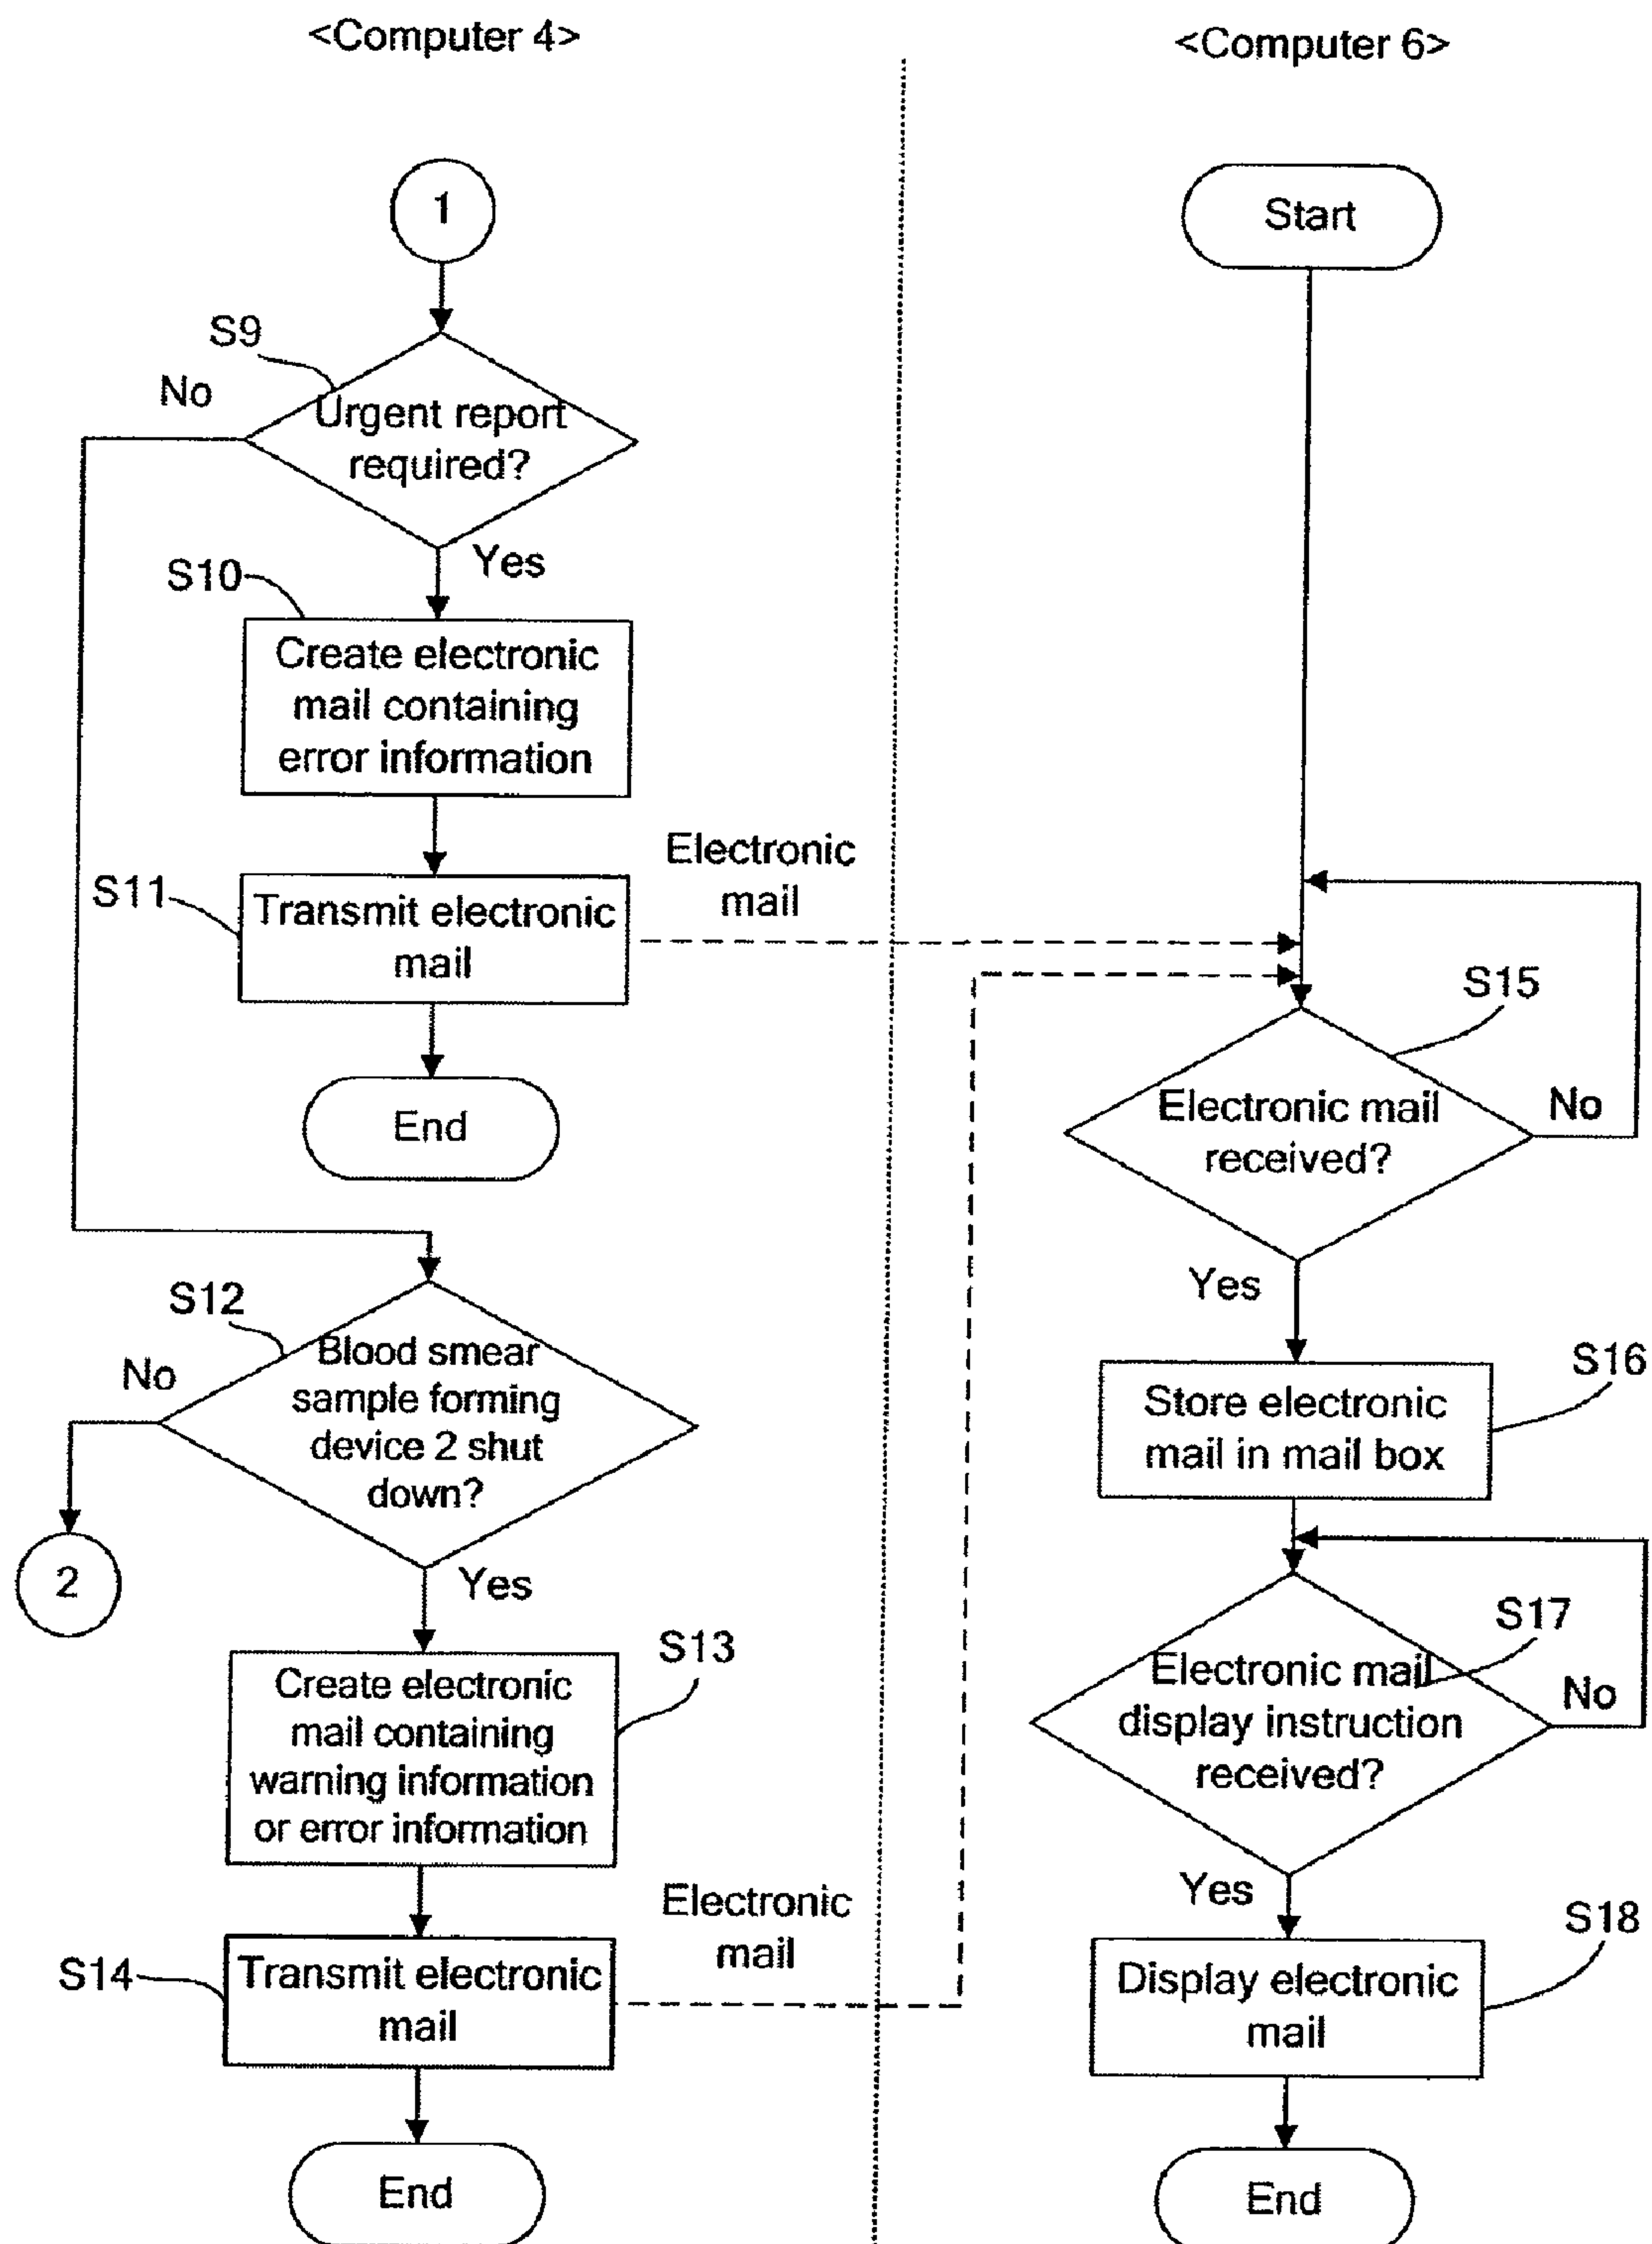 <Computer 4>
1
S9
No
Urgent report
required?
Yes
S10
Create electronic
mail containing
error information
S11
Transmit electronic
mail
Electronic
mail
End
S12
No
Blood smear
sample forming
device 2 shut
down?
2
Yes
S13
Create electronic
mail containing
warning information
or error information
S14
Transmit electronic
mail
Electronic
mail
End
<Computer 6>
Start
S15
Electronic mail
received?
No
Yes
S16
Store electronic
mail in mail box
S17
Electronic mail
display instruction
received?
No
Yes
S18
Display electronic
mail
End